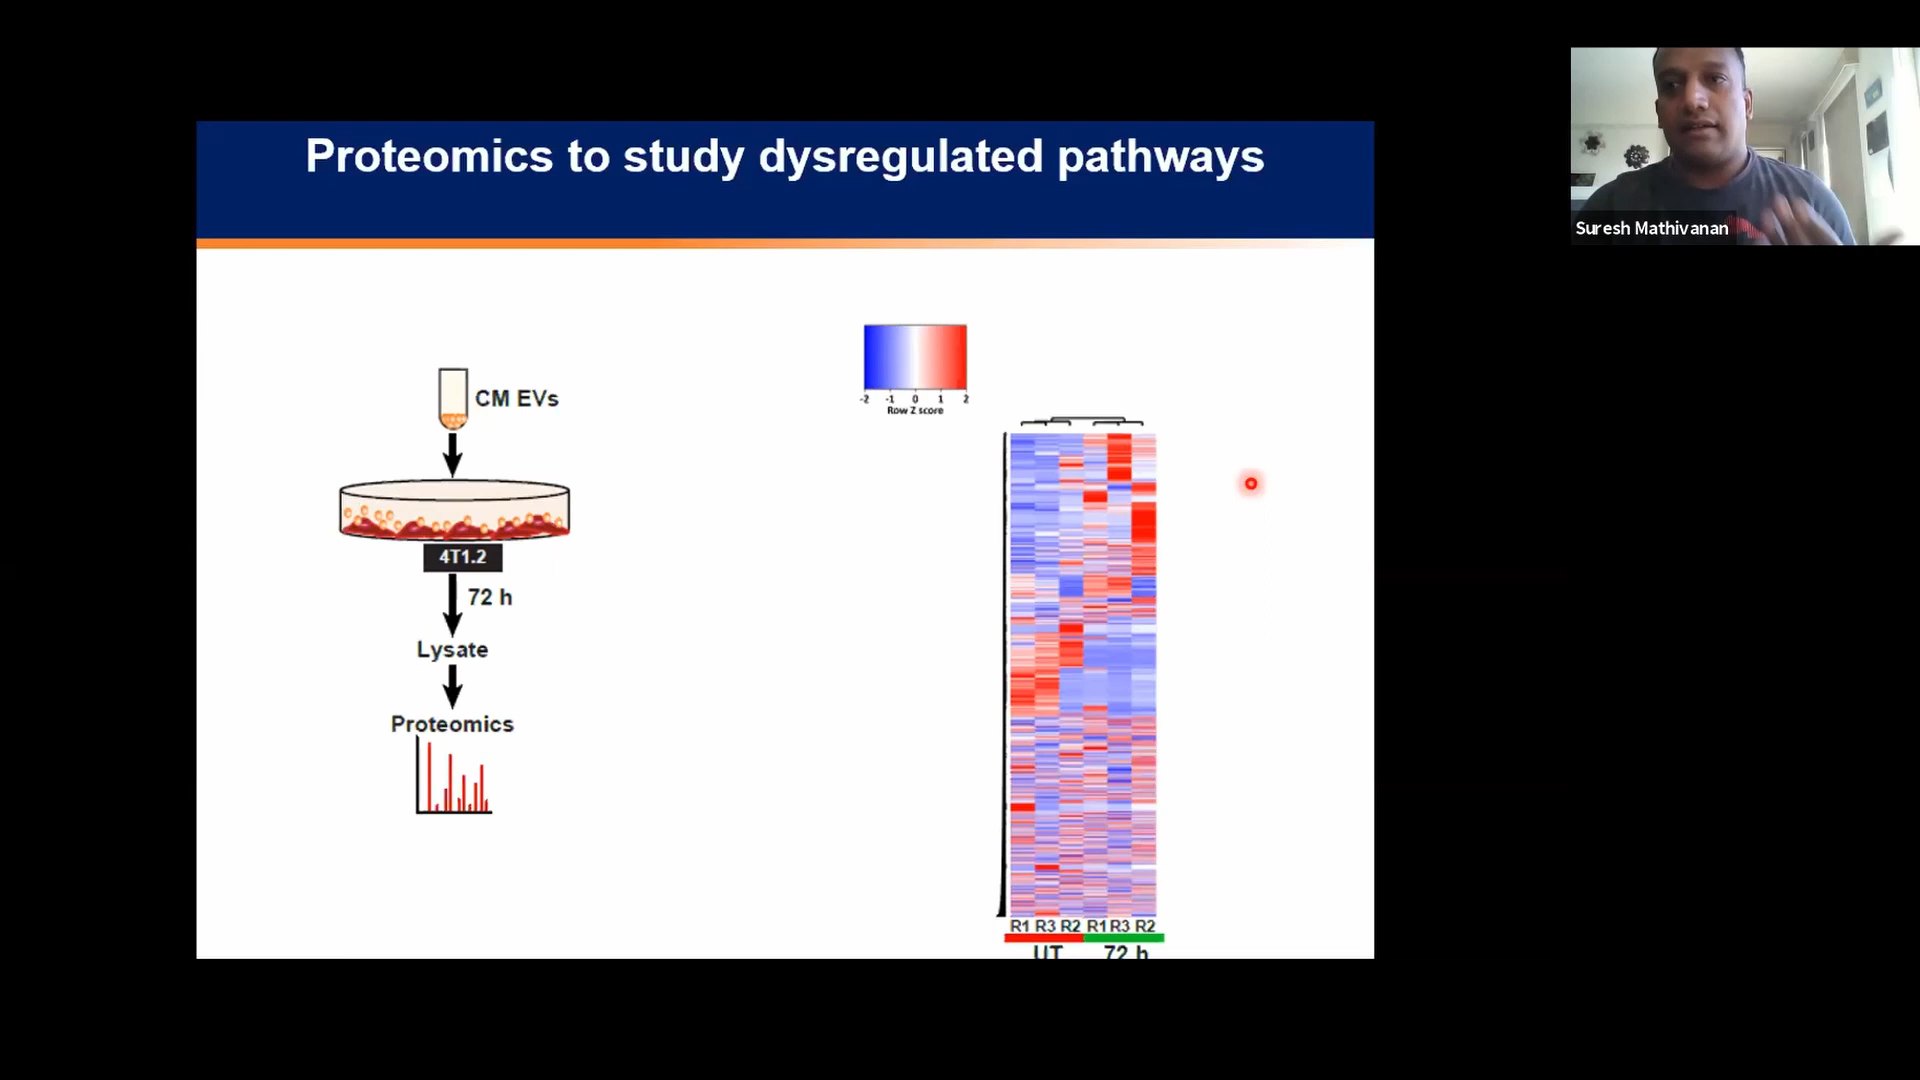 Proteomics to study dysregulated pathways
Suresh Mathivanan
CM EVs
4T1.2
72 h
Lysate
Proteomics
-2 -1 0 1 2
Row Z score
R1 R3 R2 R1 R3 R2
UT 72 h